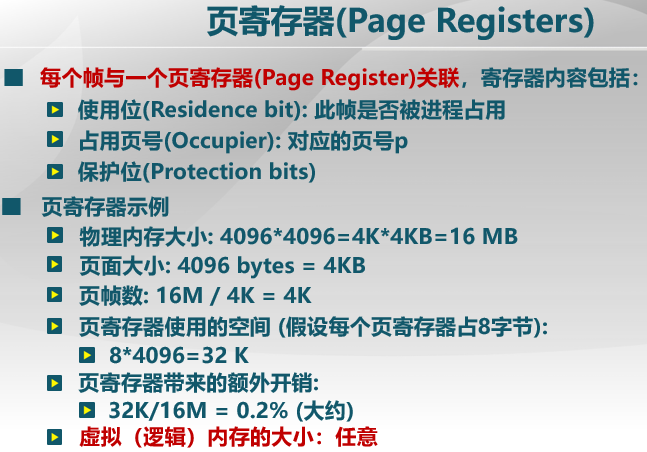 页寄存器(Page Registers)
每个帧与一个页寄存器(Page Register)关联，寄存器内容包括：
使用位(Residence bit): 此帧是否被进程占用
占用页号(Occupier): 对应的页号p
保护位(Protection bits)
页寄存器示例
物理内存大小: 4096*4096=4K*4KB=16 MB
页面大小: 4096 bytes = 4KB
页帧数: 16M / 4K = 4K
页寄存器使用的空间 (假设每个页寄存器占8字节):
8*4096=32 K
页寄存器带来的额外开销:
32K/16M = 0.2% (大约)
虚拟（逻辑）内存的大小：任意